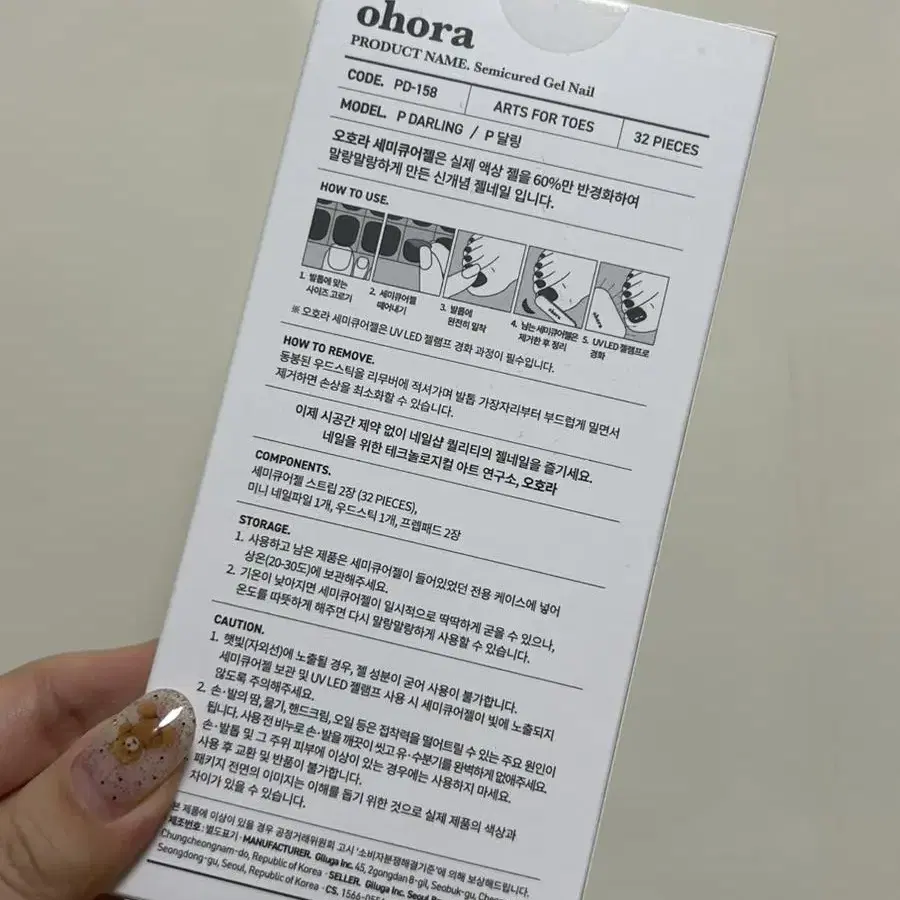 ohora
PRODUCT NAME. Semicured Gel Nail
CODE. PD-158
ARTS FOR TOES
32 PIECES
MODEL. P DARLING / P 달링
오호라 세미큐어젤은 실제 액상 젤을 60%만 반경화하여
말랑말랑하게 만든 신개념 젤네일 입니다.
HOW TO USE.
1. 발톱에 맞는
사이즈 고르기
2. 세미큐어젤
떼어내기
3. 발톱에
완전히 밀착
ohora
4. 남는 세미큐어젤은
제거한 후 정리
ohora
5. UV LED 젤램프로
경화
※ 오호라 세미큐어젤은 UV LED 젤램프 경화 과정이 필수입니다.
HOW TO REMOVE.
동봉된 우드스틱을 리무버에 적셔가며 발톱 가장자리부터 부드럽게 밀면서
제거하면 손상을 최소화할 수 있습니다.
이제 시공간 제약 없이 네일샵 퀄리티의 젤네일을 즐기세요.
네일을 위한 테크놀로지컬 아트 연구소, 오호라
COMPONENTS.
세미큐어젤 스트립 2장 (32 PIECES),
미니 네일파일 1개, 우드스틱 1개, 프렙패드 2장
STORAGE.
1. 사용하고 남은 제품은 세미큐어젤이 들어있었던 전용 케이스에 넣어
상온(20-30도)에 보관해주세요.
2. 기온이 낮아지면 세미큐어젤이 일시적으로 딱딱하게 굳을 수 있으나,
온도를 따뜻하게 해주면 다시 말랑말랑하게 사용할 수 있습니다.
CAUTION.
1. 햇빛(자외선)에 노출될 경우, 젤 성분이 굳어 사용이 불가합니다.
세미큐어젤 보관 및 UV LED 젤램프 사용 시 세미큐어젤이 빛에 노출되지
않도록 주의해주세요.
2. 손·발의 땀, 물기, 핸드크림, 오일 등은 접착력을 떨어트릴 수 있는 주요 원인이
됩니다. 사용 전 비누로 손·발을 깨끗이 씻고 유·수분기를 완벽하게 없애주세요.
손·발톱 및 그 주위 피부에 이상이 있는 경우에는 사용하지 마세요.
사용 후 교환 및 반품이 불가합니다.
패키지 전면의 이미지는 이해를 돕기 위한 것으로 실제 제품의 색상과
차이가 있을 수 있습니다.
본 제품에 이상이 있을 경우 공정거래위원회 고시 '소비자분쟁해결기준'에 의해 보상해드립니다.
제조번호 : 별도표기 · MANUFACTURER. Giluga Inc. 45, 2gongdan 8-gil, Seobuk-gu,
Chungcheongnam-do, Republic of Korea · SELLER. Giluga Inc. Seoul
Seongdong-gu, Seoul, Republic of Korea · CS. 1566-055